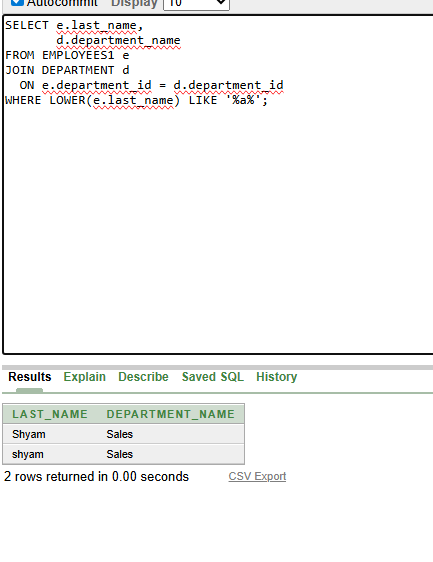 Autocommit Display 10
SELECT e.last_name,
       d.department_name
FROM EMPLOYEES1 e
JOIN DEPARTMENT d
  ON e.department_id = d.department_id
WHERE LOWER(e.last_name) LIKE '%a%';
Results Explain Describe Saved SQL History
LAST_NAME DEPARTMENT_NAME
Shyam Sales
shyam Sales
2 rows returned in 0.00 seconds CSV Export